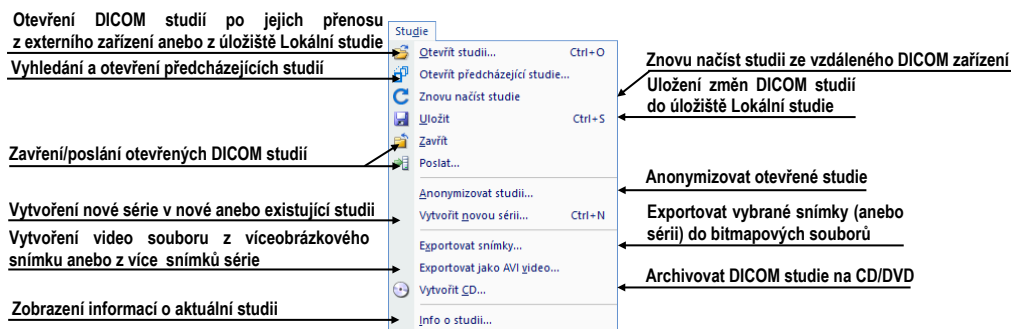 Otevření DICOM studií po jejich přenosu
z externího zařízení anebo z úložiště Lokální studie
Vyhledání a otevření předcházejících studií
Zavření/poslání otevřených DICOM studií
Vytvoření nové série v nové anebo existující studii
Vytvoření video souboru z víceobrázkového
snímku anebo z více snímků série
Zobrazení informací o aktuální studii
Studie
Otevřít studii... Ctrl+O
Otevřít předcházející studie...
Znovu načíst studie
Uložit Ctrl+S
Zavřít
Poslat...
Anonymizovat studii...
Vytvořit novou sérii... Ctrl+N
Exportovat snímky...
Exportovat jako AVI video...
Vytvořit CD...
Info o studii...
Znovu načíst studii ze vzdáleného DICOM zařízení
Uložení změn DICOM studií
do úložiště Lokální studie
Anonymizovat otevřené studie
Exportovat vybrané snímky (anebo
sérii) do bitmapových souborů
Archivovat DICOM studie na CD/DVD